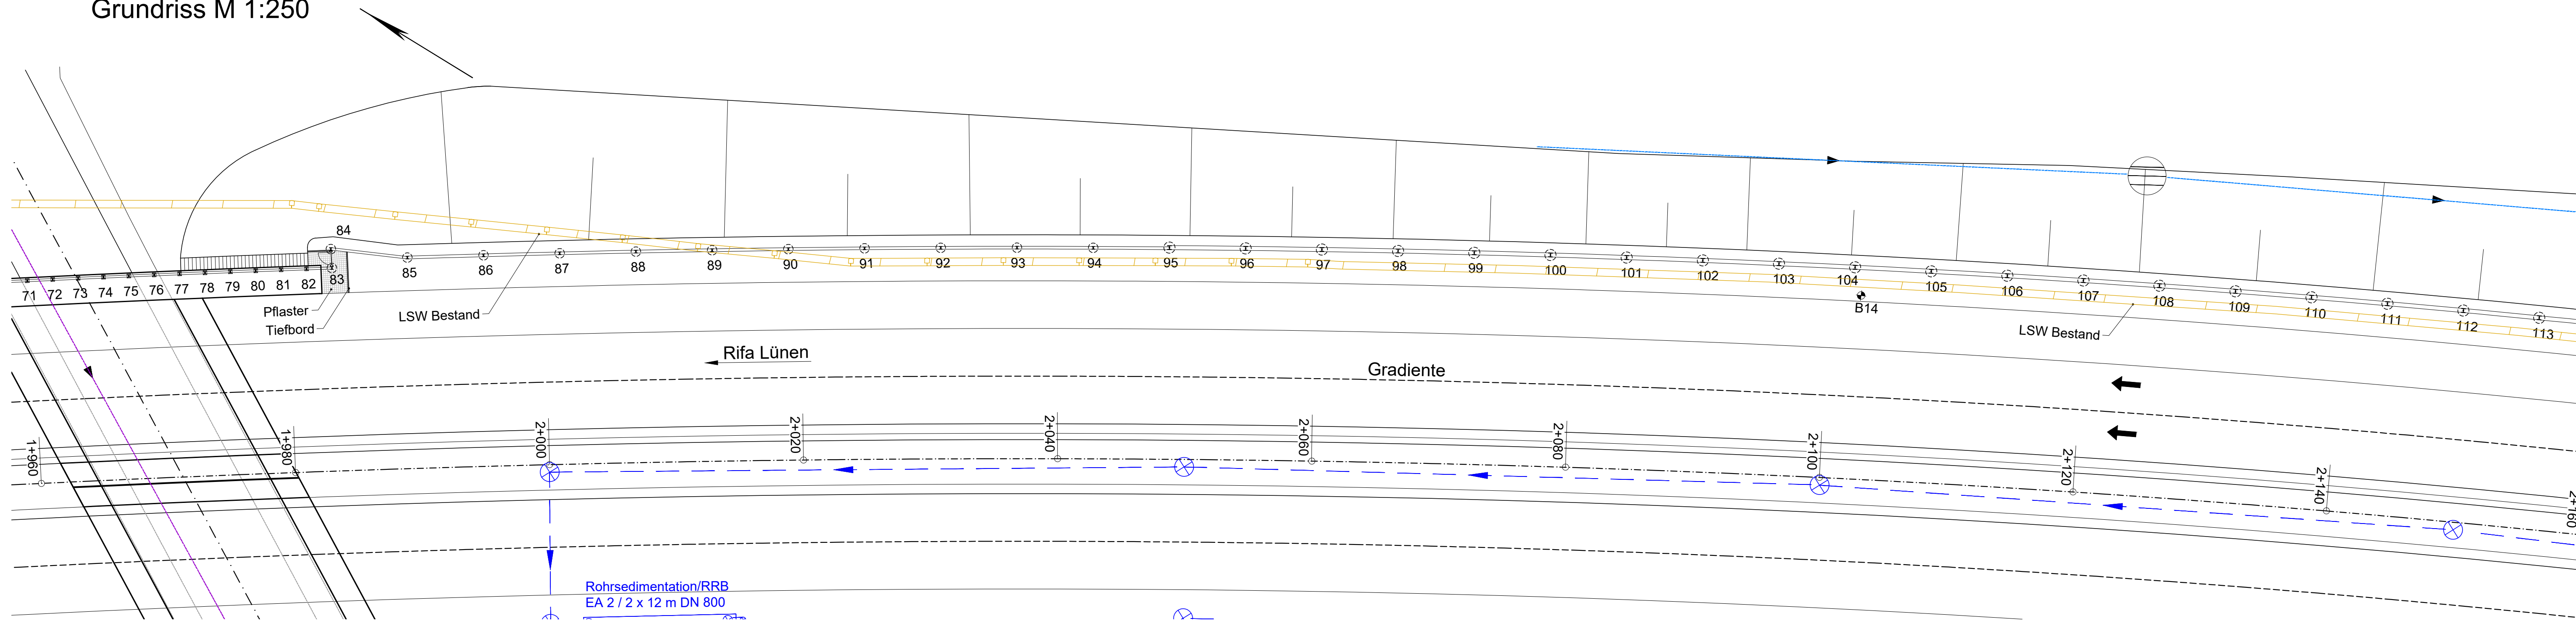 Grundriss M 1:250
84
71 72 73 74 75 76 77 78 79 80 81 82 83
85 86 87 88 89 90 91 92 93 94 95 96 97 98 99 100 101 102 103 104 105 106 107 108 109 110 111 112 113
Pflaster
Tiefbord
LSW Bestand
B14
LSW Bestand
Rifa Lünen
Gradiente
1+960
1+980
2+000
2+020
2+040
2+060
2+080
2+100
2+120
2+140
2+160
Rohrsedimentation/RRB
EA 2 / 2 x 12 m DN 800